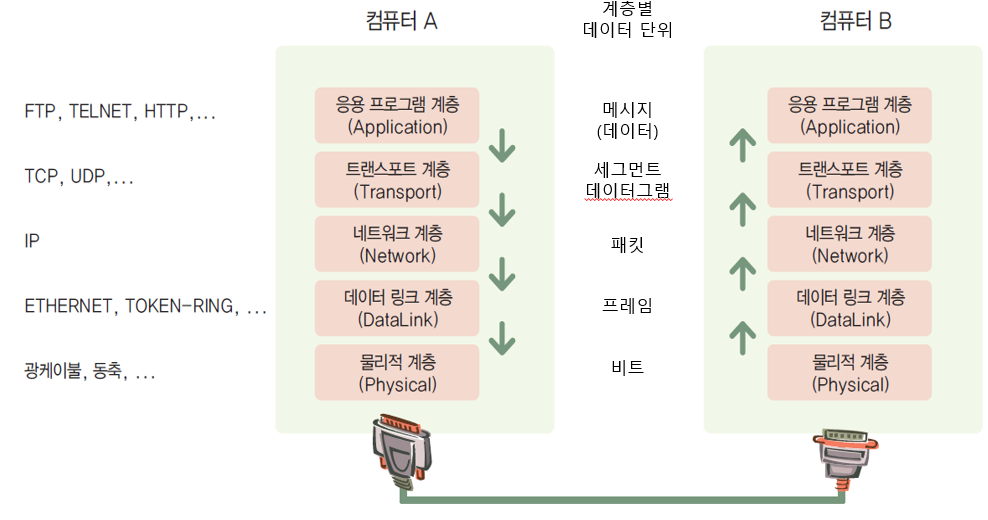 컴퓨터 A
계층별
데이터 단위
컴퓨터 B
FTP, TELNET, HTTP,...
응용 프로그램 계층
(Application)
메시지
(데이터)
응용 프로그램 계층
(Application)
TCP, UDP,...
트랜스포트 계층
(Transport)
세그먼트
데이터그램
트랜스포트 계층
(Transport)
IP
네트워크 계층
(Network)
패킷
네트워크 계층
(Network)
ETHERNET, TOKEN-RING, ...
데이터 링크 계층
(DataLink)
프레임
데이터 링크 계층
(DataLink)
광케이블, 동축, ...
물리적 계층
(Physical)
비트
물리적 계층
(Physical)